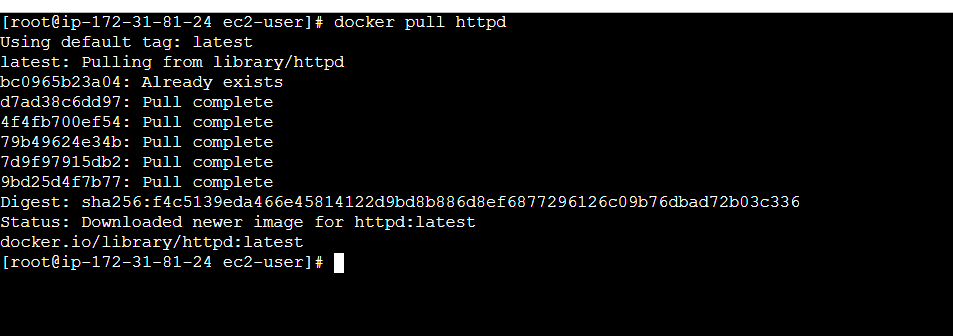 [root@ip-172-31-81-24 ec2-user]# docker pull httpd
Using default tag: latest
latest: Pulling from library/httpd
bc0965b23a04: Already exists
d7ad38c6dd97: Pull complete
4f4fb700ef54: Pull complete
79b49624e34b: Pull complete
7d9f97915db2: Pull complete
9bd25d4f7b77: Pull complete
Digest: sha256:f4c5139eda466e45814122d9bd8b886d8ef6877296126c09b76dbad72b03c336
Status: Downloaded newer image for httpd:latest
docker.io/library/httpd:latest
[root@ip-172-31-81-24 ec2-user]#